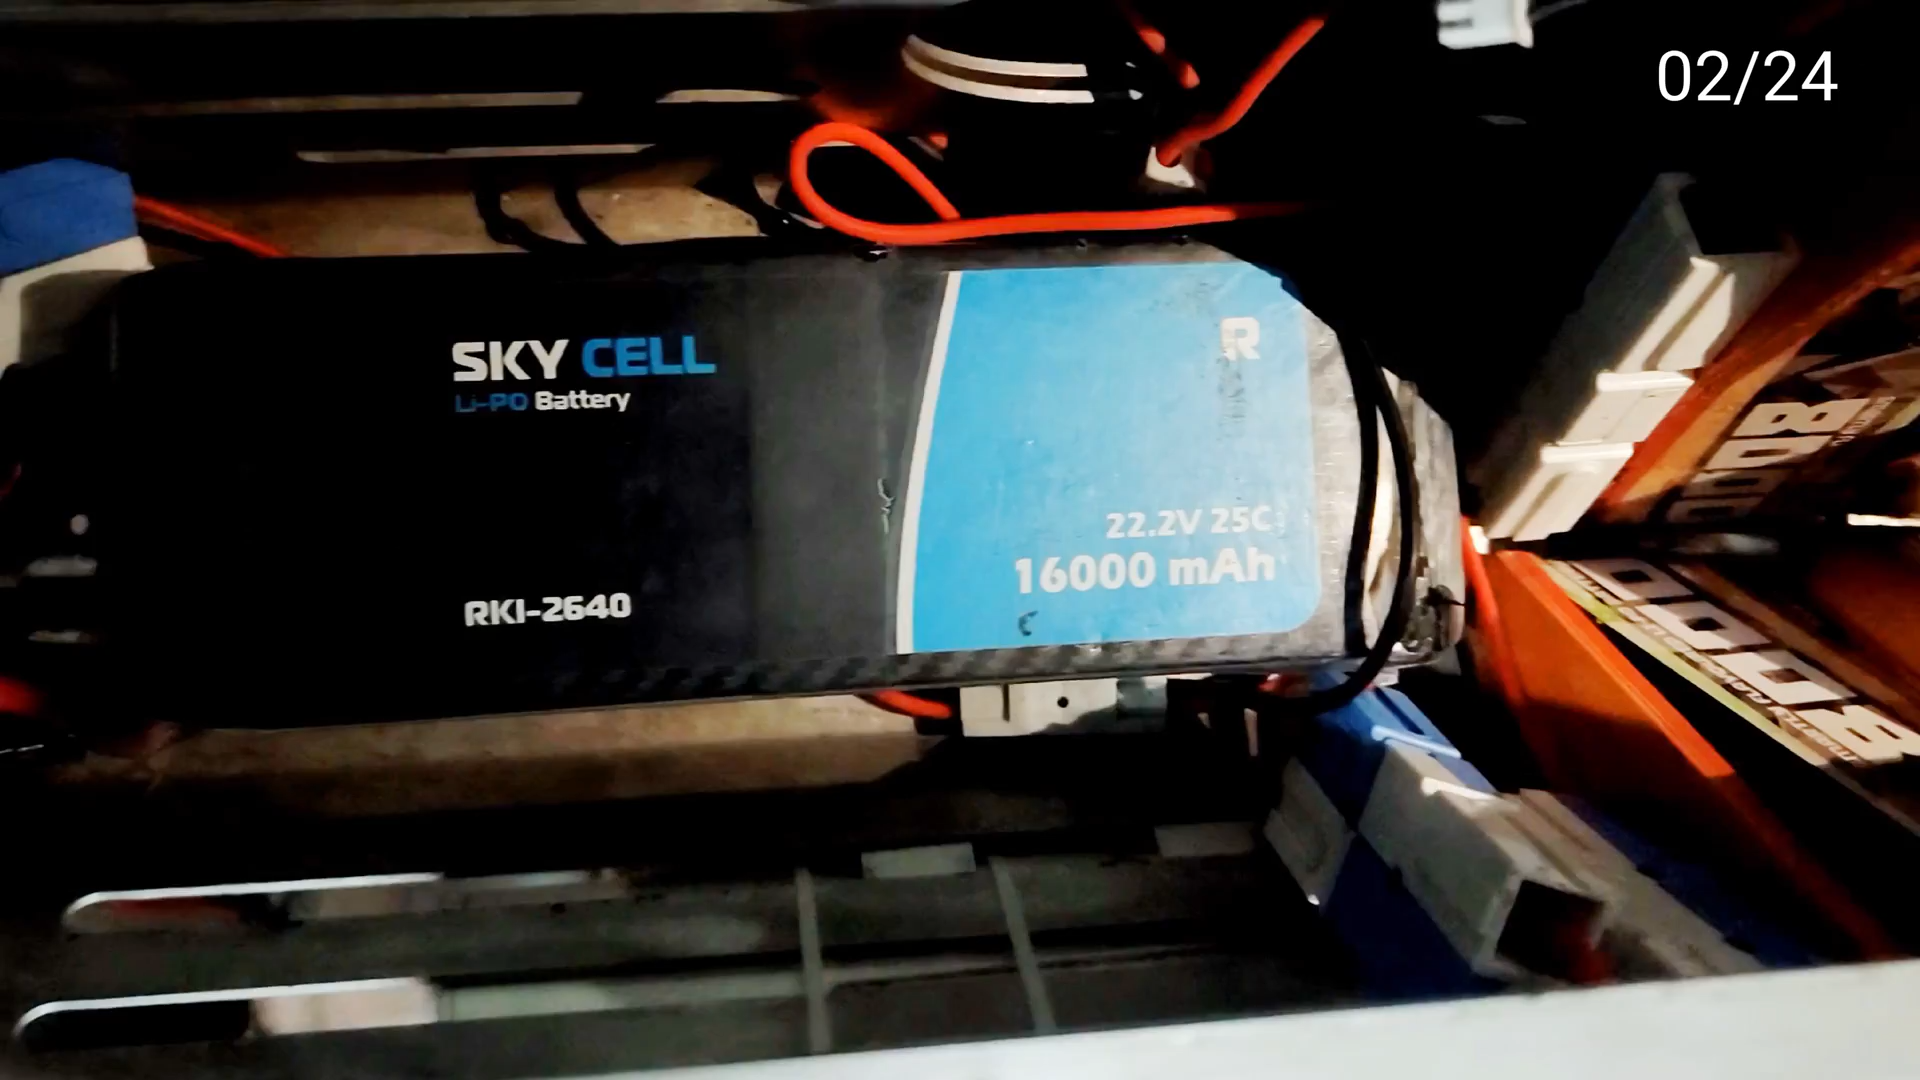 02/24
SKY CELL
Li-PO Battery
R
22.2V 25C
16000 mAh
RKI-2640